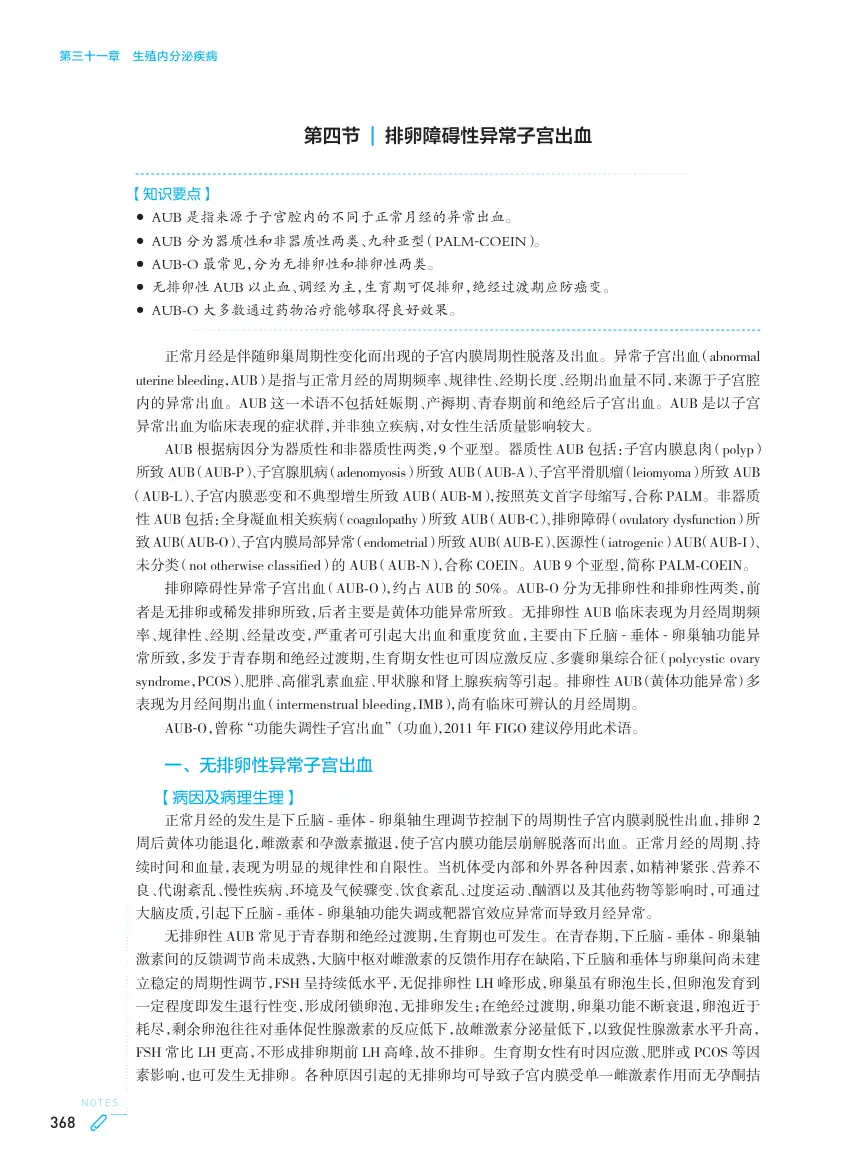 第三十一章 生殖内分泌疾病
第四节 | 排卵障碍性异常子宫出血
【知识要点】
● AUB 是指来源于子宫腔内的不同于正常月经的异常出血。
● AUB 分为器质性和非器质性两类、九种亚型（PALM-COEIN）。
● AUB-O 最常见,分为无排卵性和排卵性两类。
● 无排卵性 AUB 以止血、调经为主,生育期可促排卵,绝经过渡期应防癌变。
● AUB-O 大多数通过药物治疗能够取得良好效果。
正常月经是伴随卵巢周期性变化而出现的子宫内膜周期性脱落及出血。异常子宫出血（abnormal
uterine bleeding,AUB）是指与正常月经的周期频率、规律性、经期长度、经期出血量不同,来源于子宫腔
内的异常出血。AUB 这一术语不包括妊娠期、产褥期、青春期前和绝经后子宫出血。AUB 是以子宫
异常出血为临床表现的症状群,并非独立疾病,对女性生活质量影响较大。
AUB 根据病因分为器质性和非器质性两类,9 个亚型。器质性 AUB 包括:子宫内膜息肉（polyp）
所致 AUB（AUB-P）、子宫腺肌病（adenomyosis）所致 AUB（AUB-A）、子宫平滑肌瘤（leiomyoma）所致 AUB
（AUB-L）、子宫内膜恶变和不典型增生所致 AUB（AUB-M）,按照英文首字母缩写,合称 PALM。非器质
性 AUB 包括:全身凝血相关疾病（coagulopathy）所致 AUB（AUB-C）、排卵障碍（ovulatory dysfunction）所
致 AUB（AUB-O）、子宫内膜局部异常（endometrial）所致 AUB（AUB-E）、医源性（iatrogenic）AUB（AUB-I）、
未分类（not otherwise classified）的 AUB（AUB-N）,合称 COEIN。AUB 9 个亚型,简称 PALM-COEIN。
排卵障碍性异常子宫出血（AUB-O）,约占 AUB 的 50%。AUB-O 分为无排卵性和排卵性两类,前
者是无排卵或稀发排卵所致,后者主要是黄体功能异常所致。无排卵性 AUB 临床表现为月经周期频
率、规律性、经期、经量改变,严重者可引起大出血和重度贫血,主要由下丘脑 - 垂体 - 卵巢轴功能异
常所致,多发于青春期和绝经过渡期,生育期女性也可因应激反应、多囊卵巢综合征（polycystic ovary
syndrome,PCOS）、肥胖、高催乳素血症、甲状腺和肾上腺疾病等引起。排卵性 AUB（黄体功能异常）多
表现为月经间期出血（intermenstrual bleeding,IMB）,尚有临床可辨认的月经周期。
AUB-O,曾称 “功能失调性子宫出血”（功血）,2011 年 FIGO 建议停用此术语。
一、无排卵性异常子宫出血
【病因及病理生理】
正常月经的发生是下丘脑 - 垂体 - 卵巢轴生理调节控制下的周期性子宫内膜剥脱性出血,排卵 2
周后黄体功能退化,雌激素和孕激素撤退,使子宫内膜功能层崩解脱落而出血。正常月经的周期、持
续时间和血量,表现为明显的规律性和自限性。当机体受内部和外界各种因素,如精神紧张、营养不
良、代谢紊乱、慢性疾病、环境及气候骤变、饮食紊乱、过度运动、酗酒以及其他药物等影响时,可通过
大脑皮质,引起下丘脑 - 垂体 - 卵巢轴功能失调或靶器官效应异常而导致月经异常。
无排卵性 AUB 常见于青春期和绝经过渡期,生育期也可发生。在青春期,下丘脑 - 垂体 - 卵巢轴
激素间的反馈调节尚未成熟,大脑中枢对雌激素的反馈作用存在缺陷,下丘脑和垂体与卵巢间尚未建
立稳定的周期性调节,FSH 呈持续低水平,无促排卵性 LH 峰形成,卵巢虽有卵泡生长,但卵泡发育到
一定程度即发生退行性变,形成闭锁卵泡,无排卵发生;在绝经过渡期,卵巢功能不断衰退,卵泡近于
耗尽,剩余卵泡往往对垂体促性腺激素的反应低下,故雌激素分泌量低下,以致促性腺激素水平升高,
FSH 常比 LH 更高,不形成排卵期前 LH 高峰,故不排卵。生育期女性有时因应激、肥胖或 PCOS 等因
素影响,也可发生无排卵。各种原因引起的无排卵均可导致子宫内膜受单一雌激素作用而无孕酮拮
NOTES
368